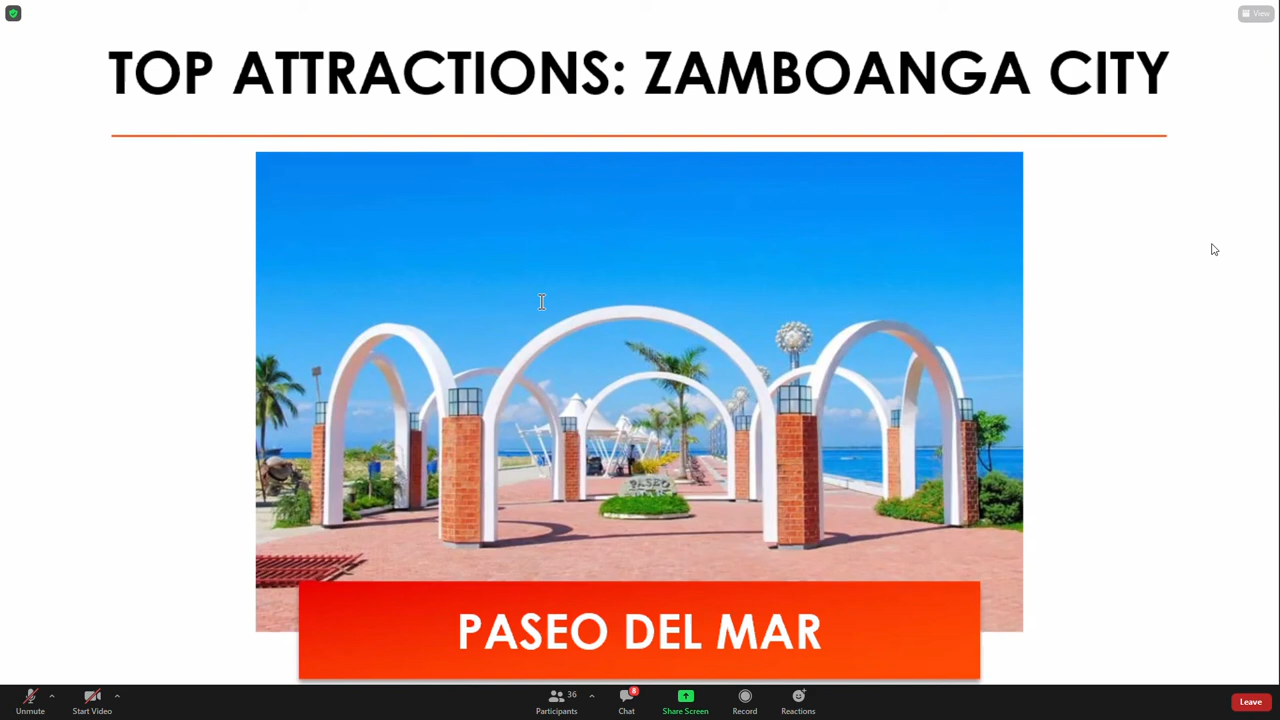 View
TOP ATTRACTIONS: ZAMBOANGA CITY
PASEO
PASEO DEL MAR
Unmute
Start Video
36
Participants
8
Chat
Share Screen
Record
Reactions
Leave